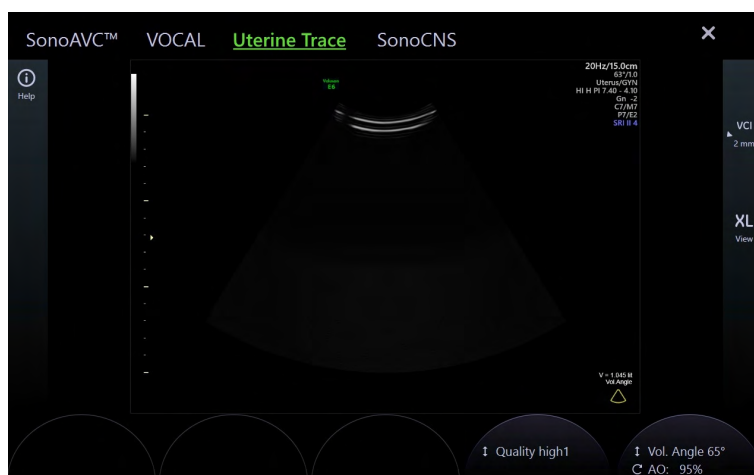 SonoAVC™ VOCAL Uterine Trace SonoCNS
Help
Voluson
E6
20Hz/15.0cm
63°/1.0
Uterus/GYN
HI H PI 7.40 - 4.10
Gn -2
C7/M7
P7/E2
SRI II 4
VCI
2 mm
XL
View
V = 1.045 lit
Vol.Angle
Quality high1
Vol. Angle 65°
AO: 95%